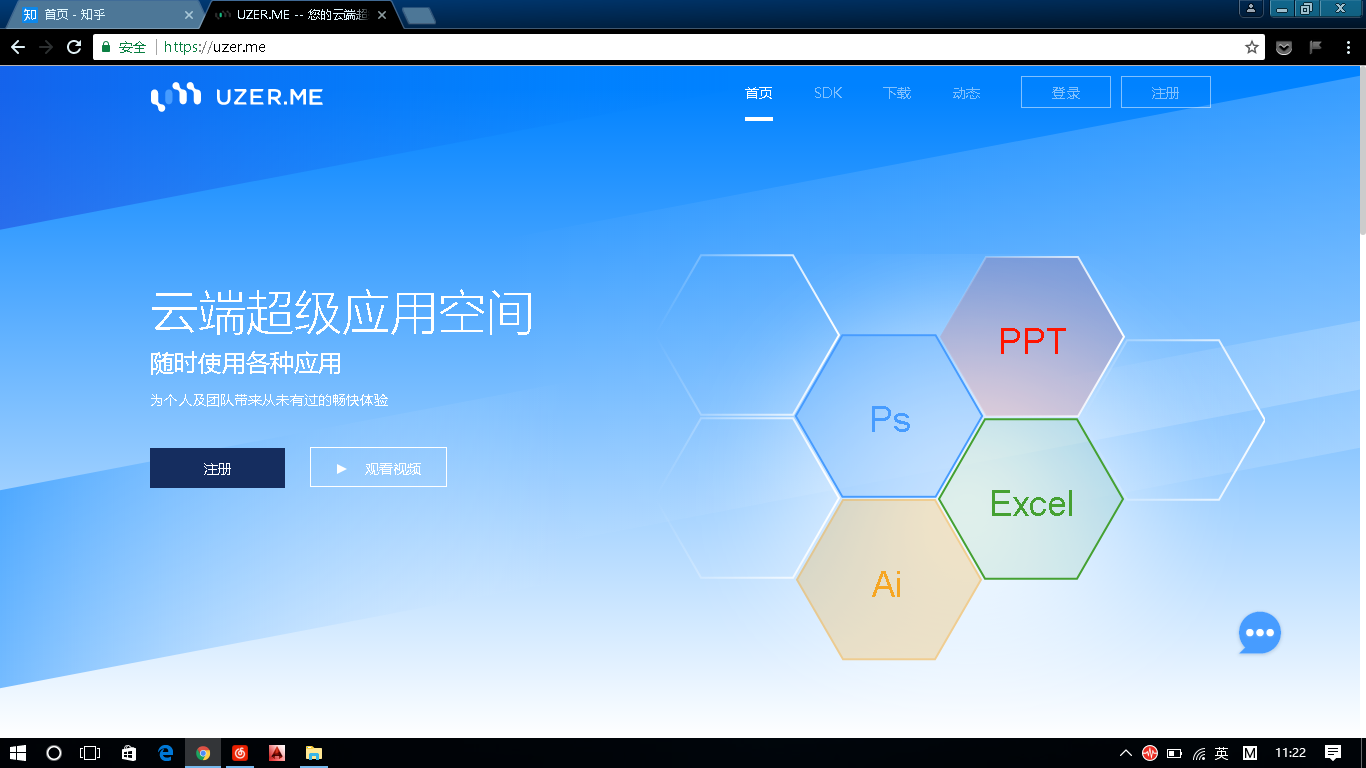 知 首页 - 知乎
UZER.ME -- 您的云端超
安全 https://uzer.me
UZER.ME
首页 SDK 下载 动态 登录 注册
云端超级应用空间
随时使用各种应用
为个人及团队带来从未有过的畅快体验
注册
观看视频
PPT
Ps
Excel
Ai
英 M 11:22